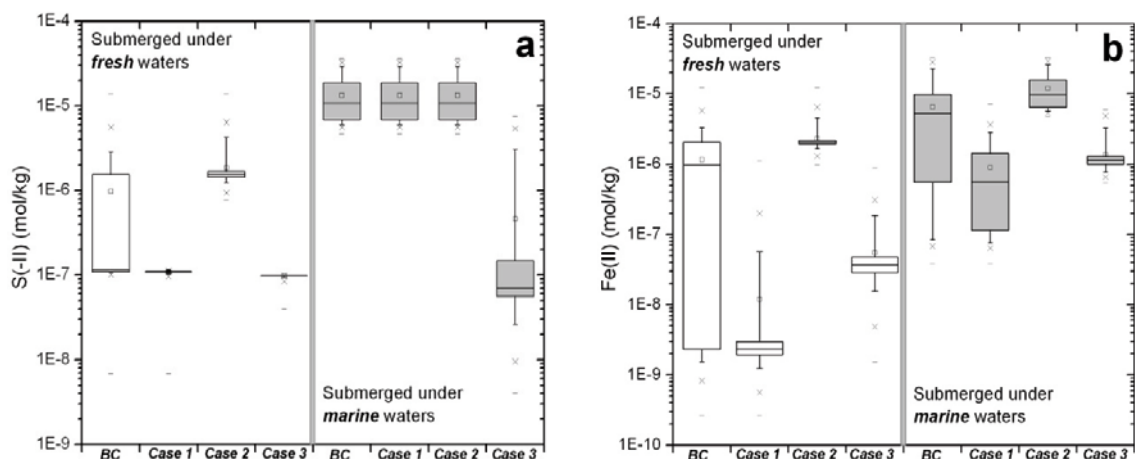 a
S(-II) (mol/kg)
1E-4
1E-5
1E-6
1E-7
1E-8
1E-9
Submerged under
fresh waters
Submerged under
marine waters
BC Case 1 Case 2 Case 3 BC Case 1 Case 2 Case 3
b
Fe(II) (mol/kg)
1E-4
1E-5
1E-6
1E-7
1E-8
1E-9
1E-10
Submerged under
fresh waters
Submerged under
marine waters
BC Case 1 Case 2 Case 3 BC Case 1 Case 2 Case 3